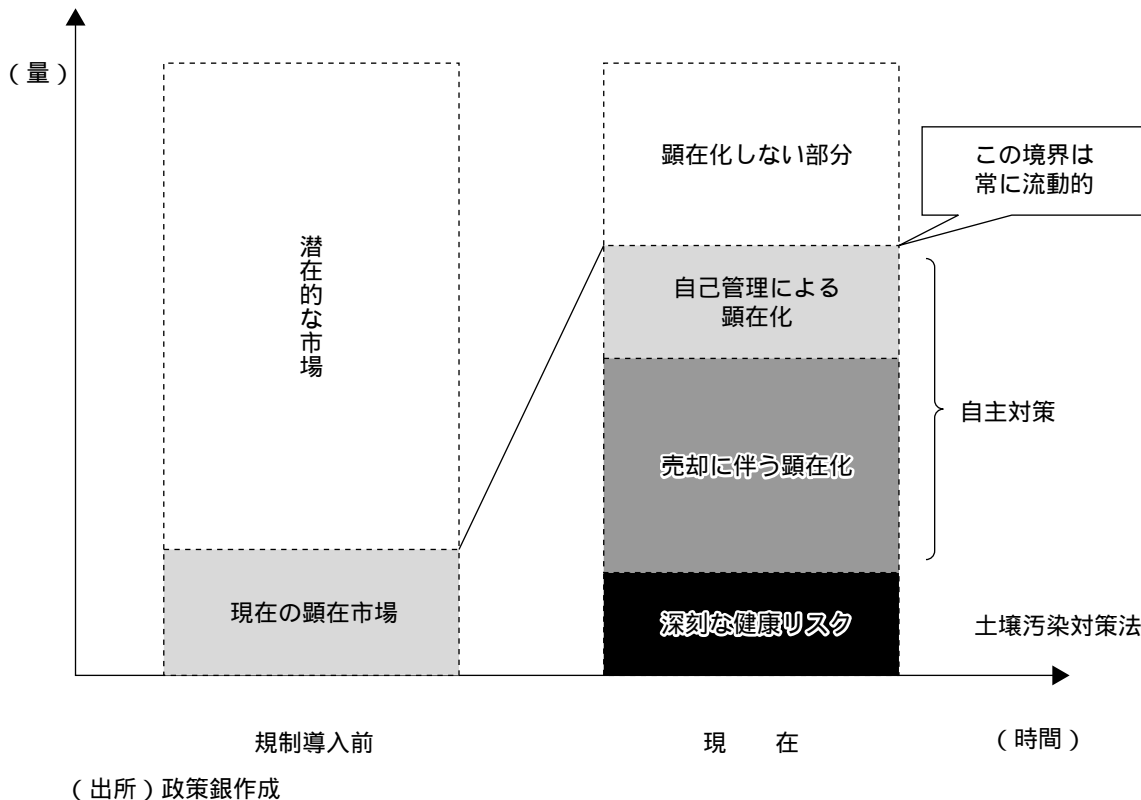 （量）
潜在的な市場
現在の顕在市場
顕在化しない部分
この境界は
常に流動的
自己管理による
顕在化
売却に伴う顕在化
自主対策
深刻な健康リスク
土壌汚染対策法
規制導入前
現　在
（時間）
（出所）政策銀作成